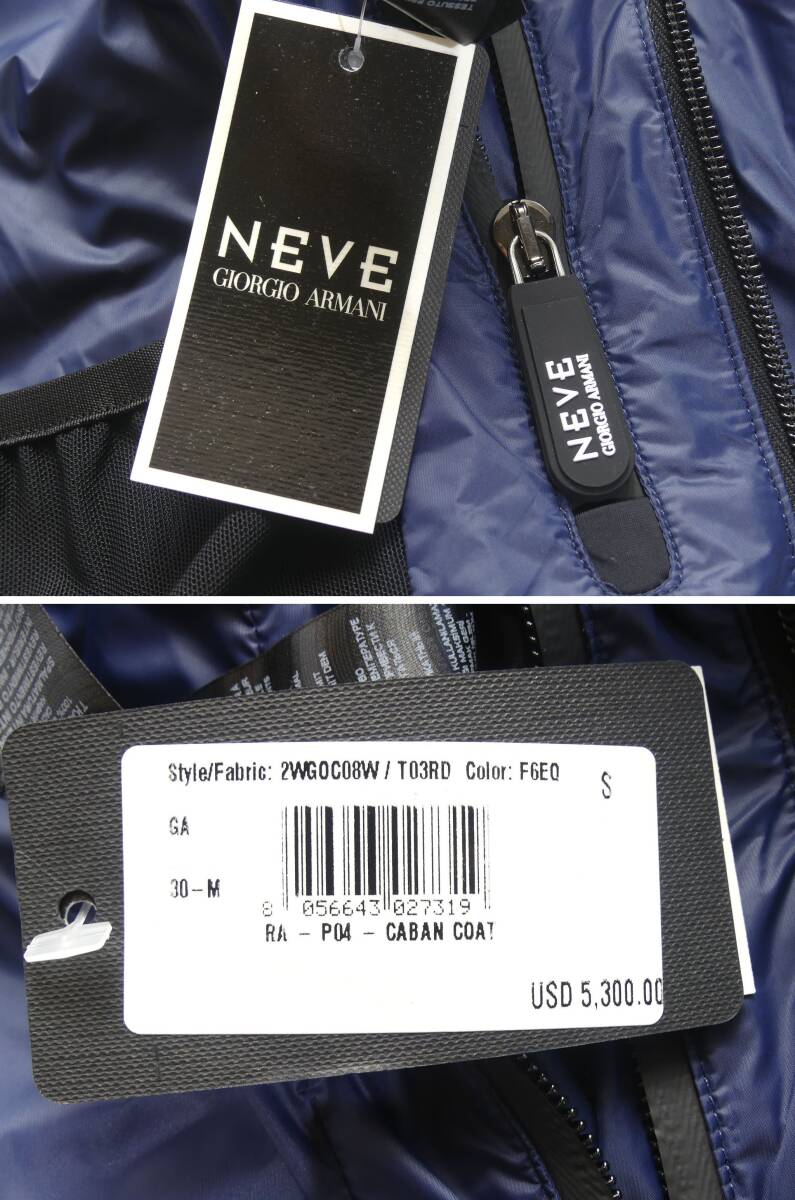 TESSUTO
NEVE
GIORGIO ARMANI
NEVE
GIORGIO ARMANI
Style/Fabric: 2WGOC08W / T03RD Color: F6EQ
S
GA
30-M
8 056643 027319
RA - P04 - CABAN COAT
USD 5,300.00